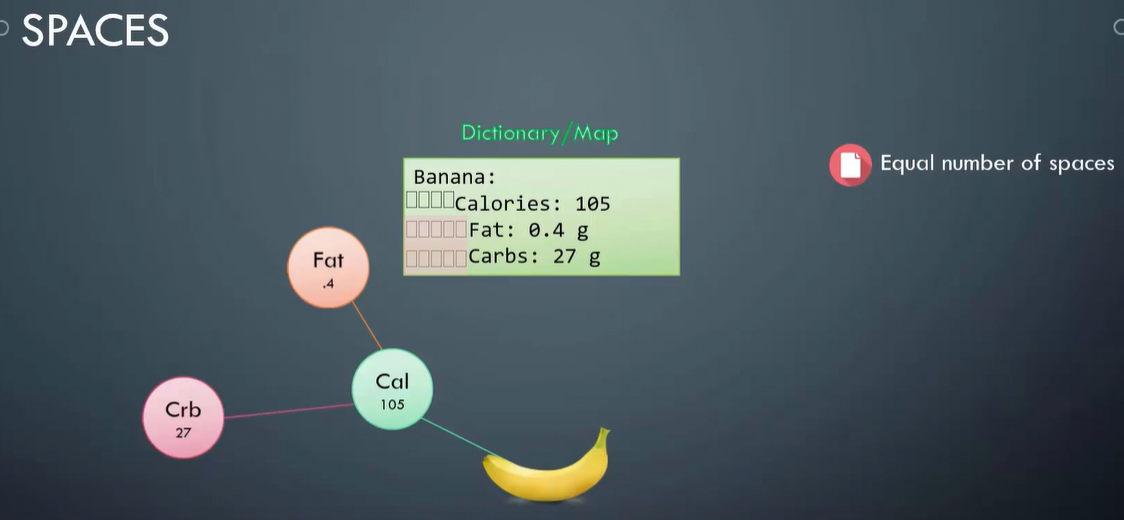 SPACES
Dictionary/Map
Banana:
Calories: 105
Fat: 0.4 g
Carbs: 27 g
Equal number of spaces
Fat
.4
Cal
105
Crb
27